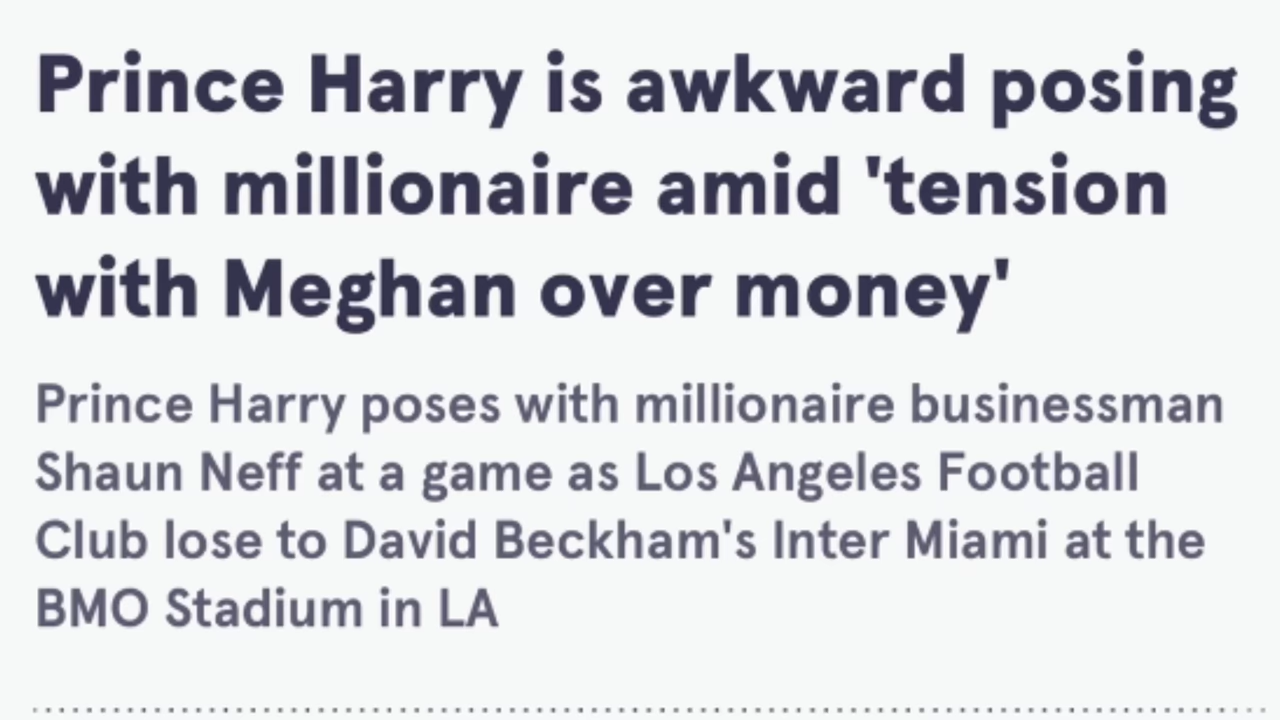 Prince Harry is awkward posing
with millionaire amid 'tension
with Meghan over money'
Prince Harry poses with millionaire businessman
Shaun Neff at a game as Los Angeles Football
Club lose to David Beckham's Inter Miami at the
BMO Stadium in LA